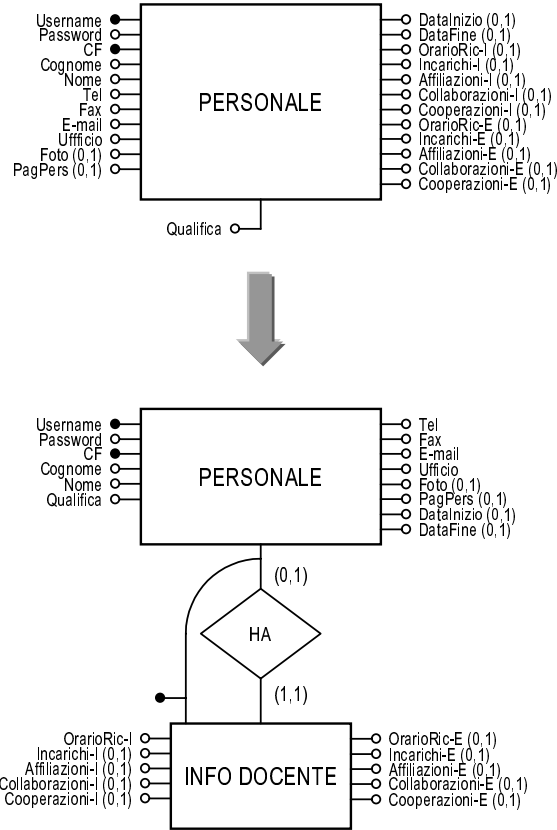 Username
Password
CF
Cognome
Nome
Tel
Fax
E-mail
Ufficio
Foto (0,1)
PagPers (0,1)
PERSONALE
DataInizio (0,1)
DataFine (0,1)
OrarioRic-I (0,1)
Incarichi-I (0,1)
Affiliazioni-I (0,1)
Collaborazioni-I (0,1)
Cooperazioni-I (0,1)
OrarioRic-E (0,1)
Incarichi-E (0,1)
Affiliazioni-E (0,1)
Collaborazioni-E (0,1)
Cooperazioni-E (0,1)
Qualifica
Username
Password
CF
Cognome
Nome
Qualifica
PERSONALE
Tel
Fax
E-mail
Ufficio
Foto (0,1)
PagPers (0,1)
DataInizio (0,1)
DataFine (0,1)
(0,1)
HA
(1,1)
OrarioRic-I
Incarichi-I (0,1)
Affiliazioni-I (0,1)
Collaborazioni-I (0,1)
Cooperazioni-I (0,1)
INFO DOCENTE
OrarioRic-E (0,1)
Incarichi-E (0,1)
Affiliazioni-E (0,1)
Collaborazioni-E (0,1)
Cooperazioni-E (0,1)